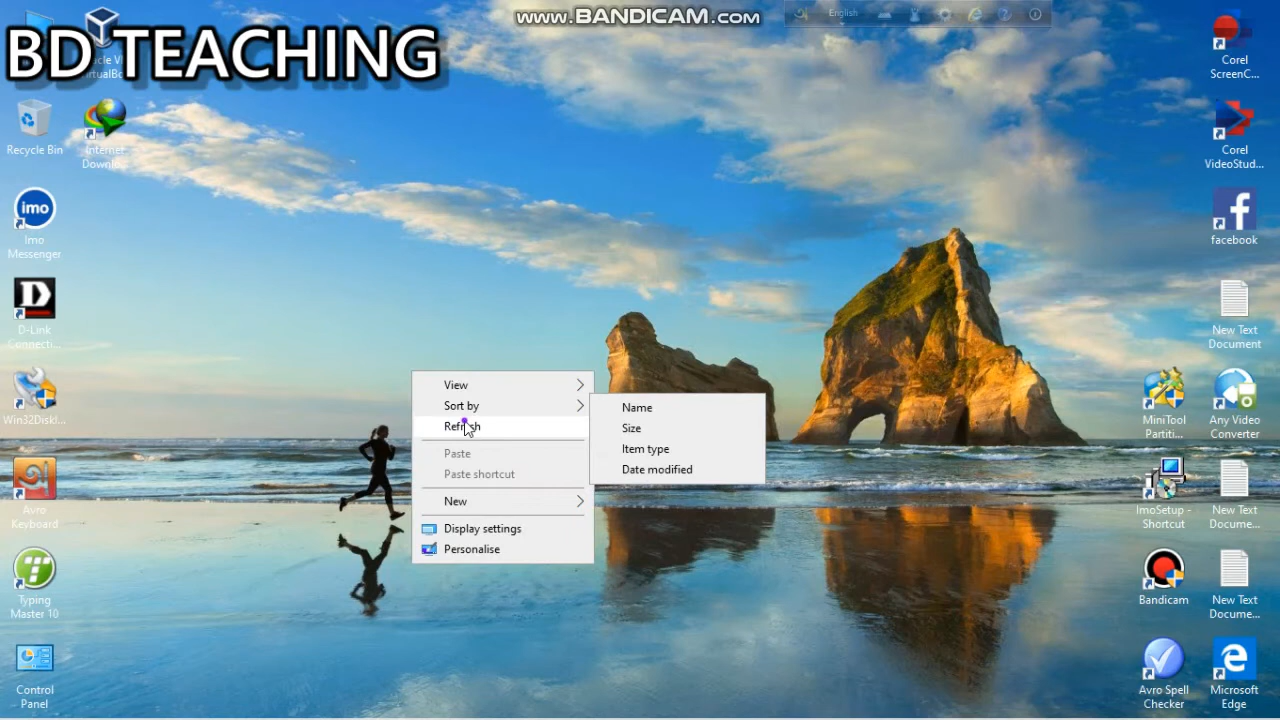 www.BANDICAM.com
English
BD TEACHING
Recycle Bin
Internet
Downlo...
imo
Imo
Messenger
D
D-Link
Connecti...
Win32DiskI...
Avro
Keyboard
Typing
Master 10
Control
Panel
View
Sort by
Refresh
Paste
Paste shortcut
New
Display settings
Personalise
Name
Size
Item type
Date modified
Corel
ScreenC...
Corel
VideoStud...
facebook
New Text
Document
MiniTool
Partiti...
Any Video
Converter
ImoSetup -
Shortcut
New Text
Docume...
Bandicam
New Text
Docume...
Avro Spell
Checker
Microsoft
Edge